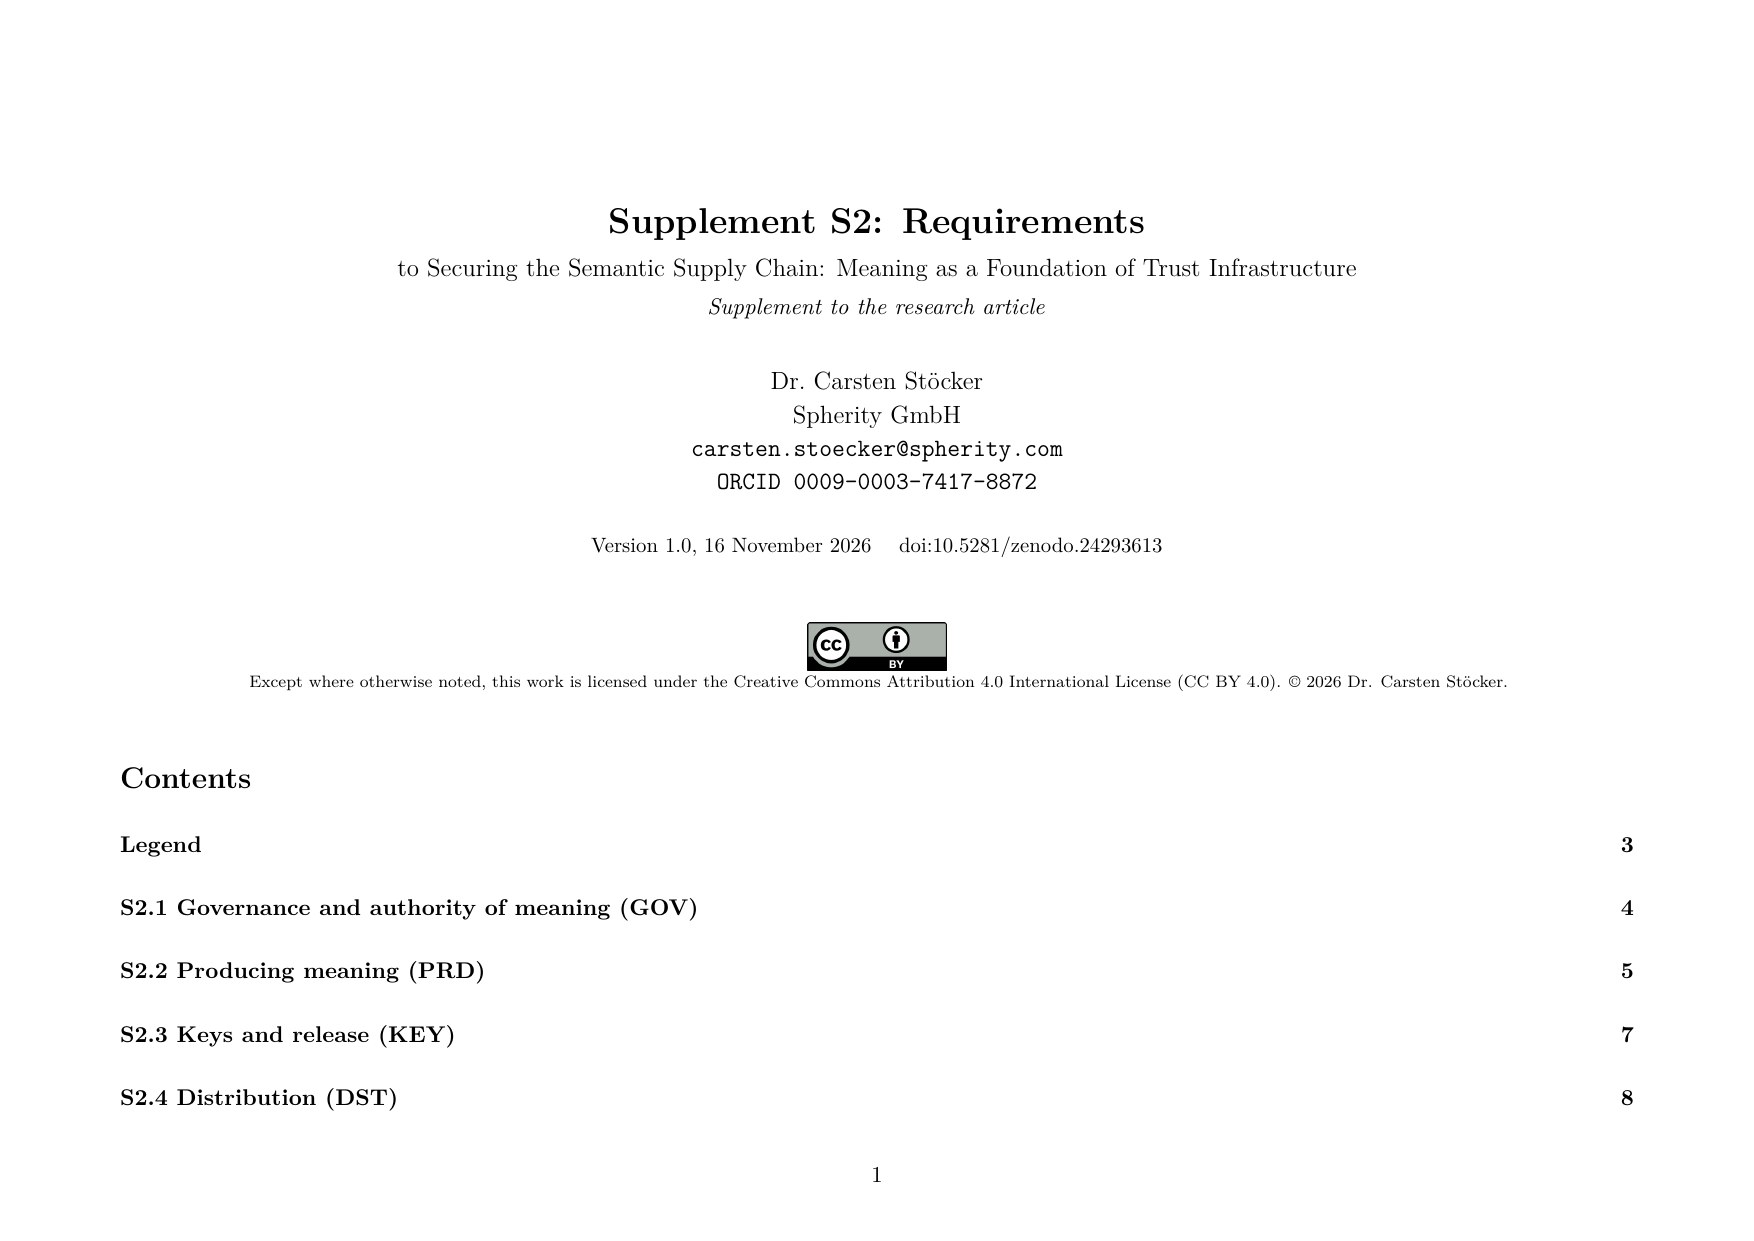 Supplement S2: Requirements
to Securing the Semantic Supply Chain: Meaning as a Foundation of Trust Infrastructure
Supplement to the research article
Dr. Carsten Stöcker
Spherity GmbH
carsten.stoecker@spherity.com
ORCID 0009-0003-7417-8872
Version 1.0, 16 November 2026 doi:10.5281/zenodo.24293613
cc
BY
Except where otherwise noted, this work is licensed under the Creative Commons Attribution 4.0 International License (CC BY 4.0). © 2026 Dr. Carsten Stöcker.
Contents
Legend 3
S2.1 Governance and authority of meaning (GOV) 4
S2.2 Producing meaning (PRD) 5
S2.3 Keys and release (KEY) 7
S2.4 Distribution (DST) 8
1